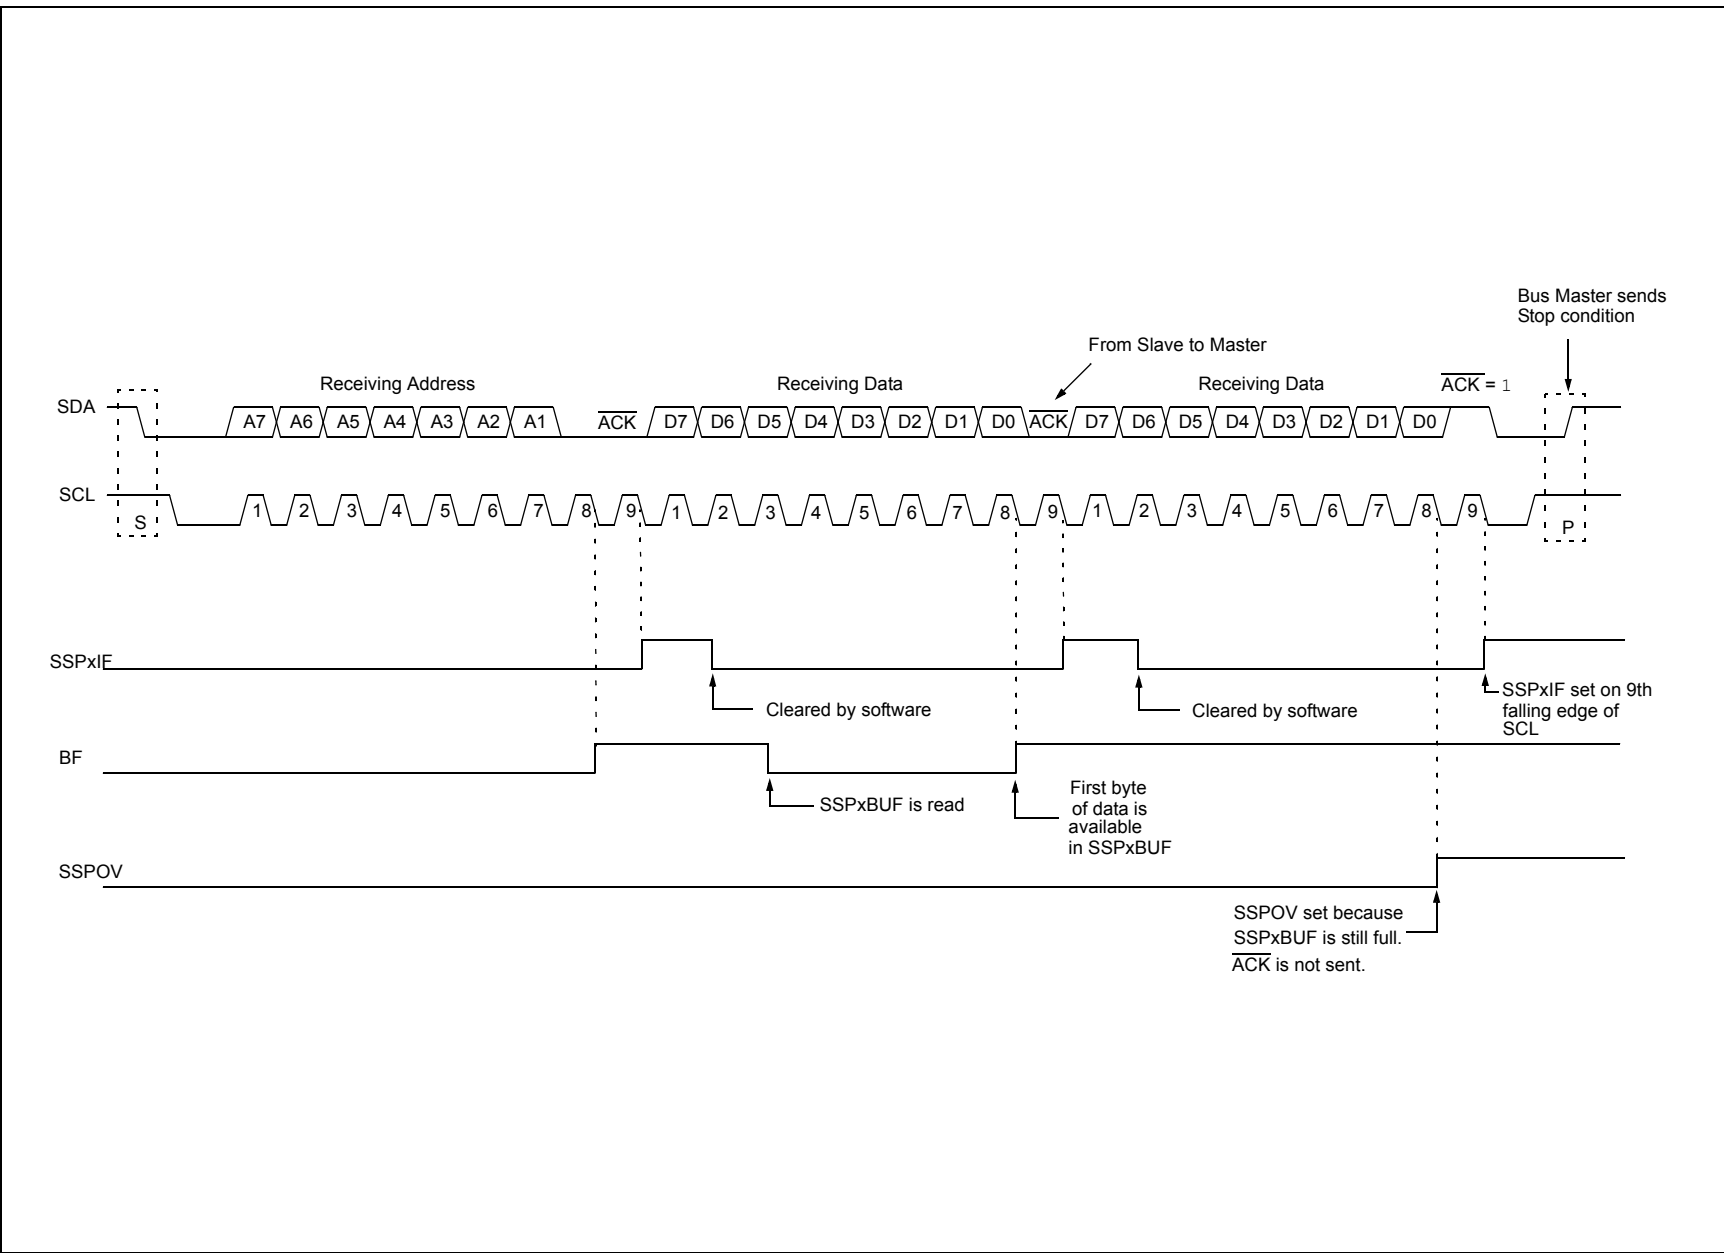 Bus Master sends
Stop condition
From Slave to Master
Receiving Address
Receiving Data
Receiving Data
ACK = 1
SDA
A7 A6 A5 A4 A3 A2 A1 ACK D7 D6 D5 D4 D3 D2 D1 D0 ACK D7 D6 D5 D4 D3 D2 D1 D0
SCL
S
1 2 3 4 5 6 7 8 9 1 2 3 4 5 6 7 8 9 1 2 3 4 5 6 7 8 9
P
SSPxIF
Cleared by software
Cleared by software
SSPxIF set on 9th
falling edge of
SCL
BF
SSPxBUF is read
First byte
of data is
available
in SSPxBUF
SSPOV
SSPOV set because
SSPxBUF is still full.
ACK is not sent.